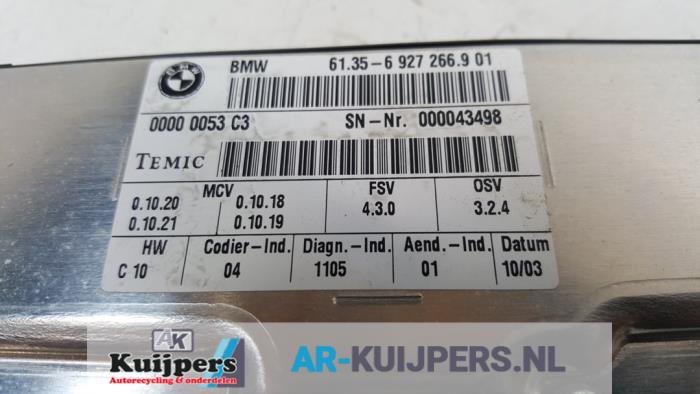 BMW 61.35-6 927 266.9 01
0000 0053 C3 SN-Nr. 000043498
TEMIC
MCV FSV OSV
0.10.20 0.10.18 4.3.0 3.2.4
0.10.21 0.10.19
HW Codier-Ind. Diagn.-Ind. Aend.-Ind. Datum
C 10 04 1105 01 10/03
AK
Kuijpers
Autorecycling & onderdelen
AR-KUIJPERS.NL